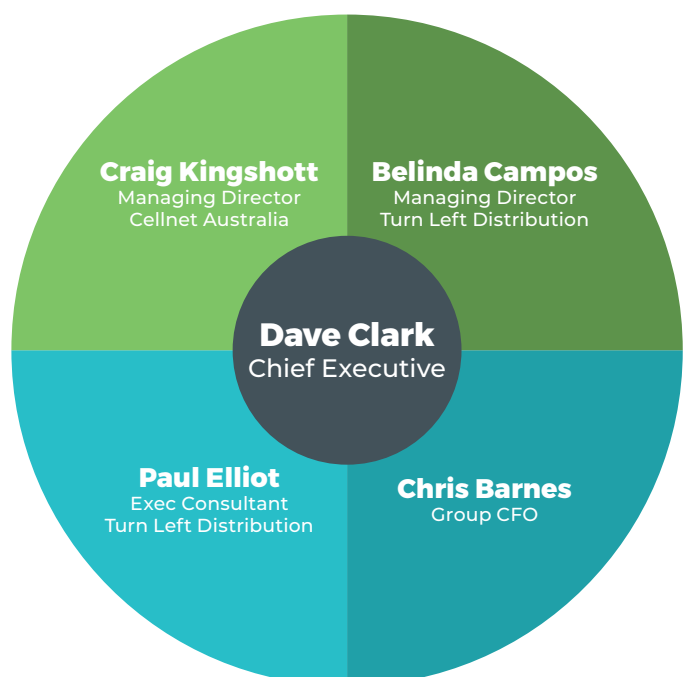 Craig Kingshott
Managing Director
Cellnet Australia
Belinda Campos
Managing Director
Turn Left Distribution
Dave Clark
Chief Executive
Paul Elliot
Exec Consultant
Turn Left Distribution
Chris Barnes
Group CFO